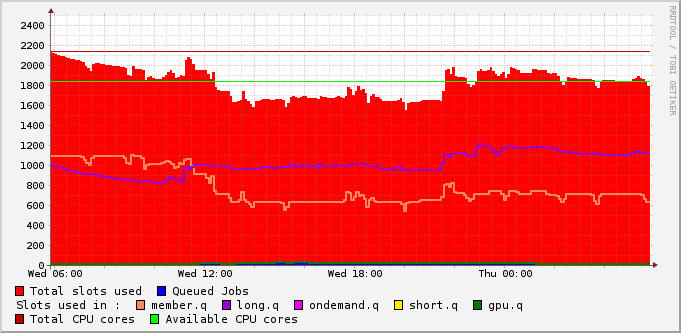 RRDTOOL / TOBI OETIKER
2400
2200
2000
1800
1600
1400
1200
1000
800
600
400
200
0
Wed 06:00 Wed 12:00 Wed 18:00 Thu 00:00
Total slots used Queued Jobs
Slots used in : member.q long.q ondemand.q short.q gpu.q
Total CPU cores Available CPU cores